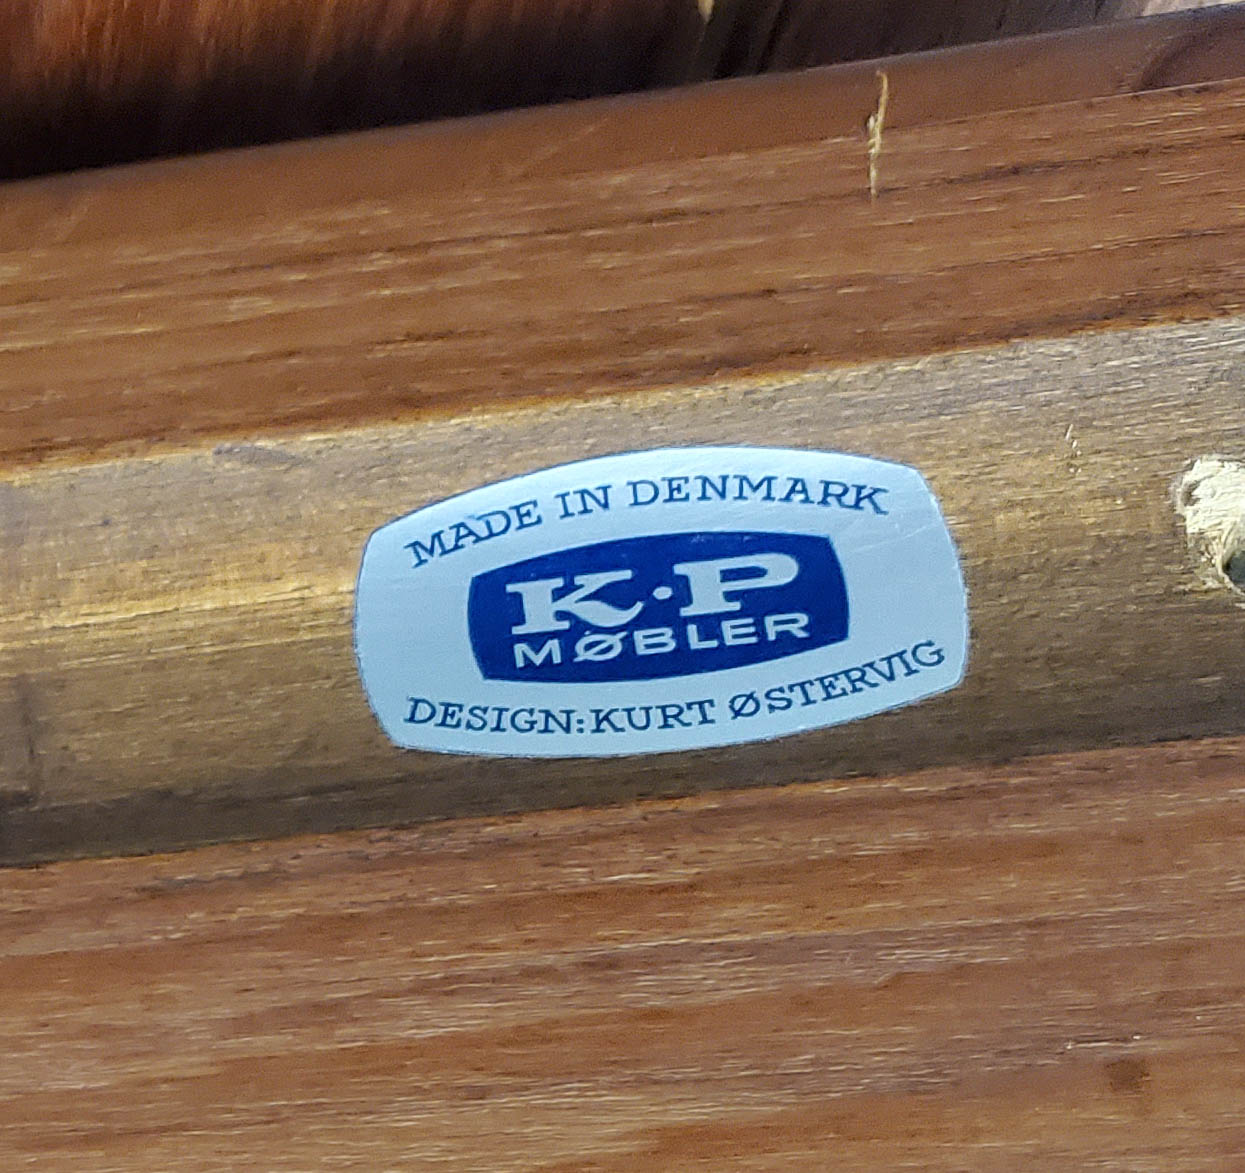 MADE IN DENMARK
K·P
MØBLER
DESIGN:KURT ØSTERVIG